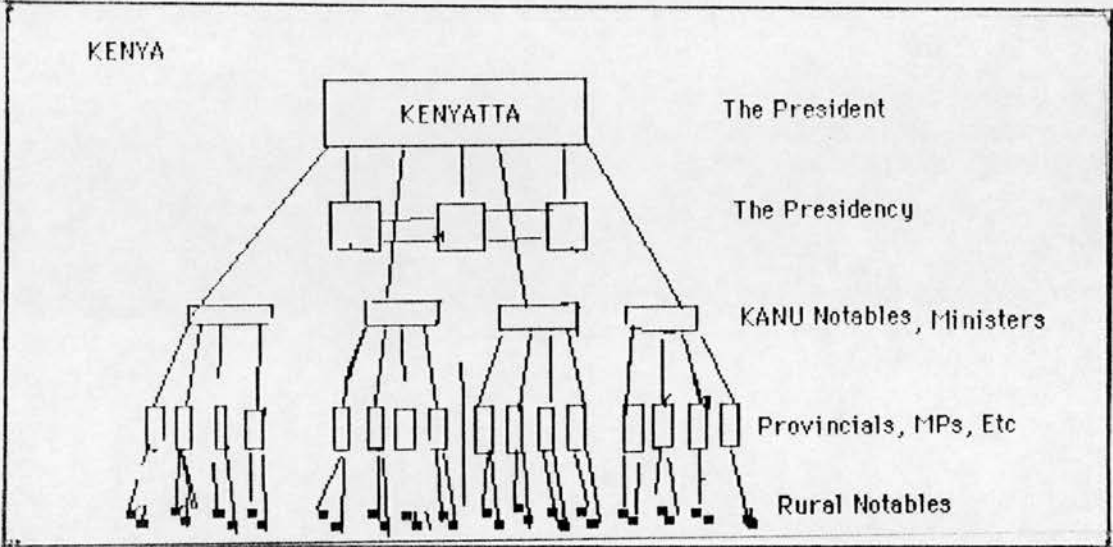 KENYA
KENYATTA
The President
The Presidency
KANU Notables, Ministers
Provincials, MPs, Etc
Rural Notables